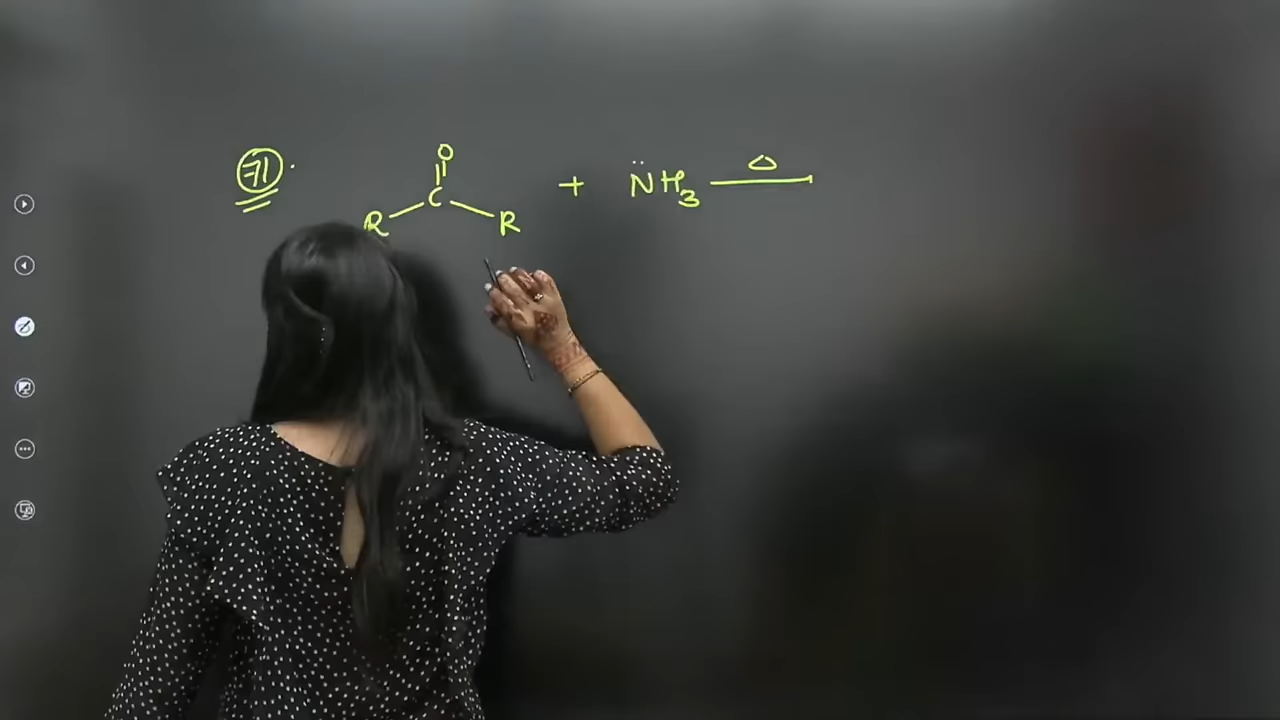 71.
O
||
C
R R + N̈H3 Δ